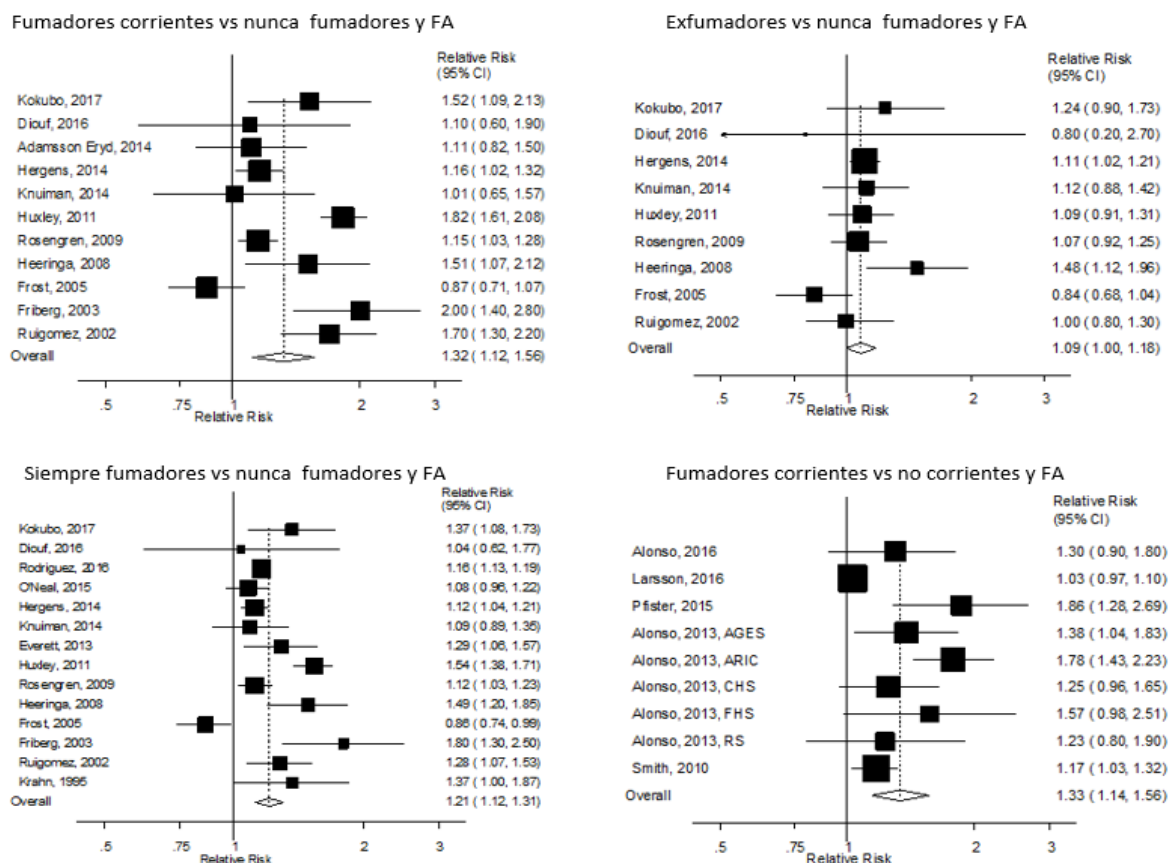 Fumadores corrientes vs nunca  fumadores y FA
Relative Risk
(95% CI)
Kokubo, 2017 1.52 (1.09, 2.13)
Diouf, 2016 1.10 (0.60, 1.90)
Adamsson Eryd, 2014 1.11 (0.82, 1.50)
Hergens, 2014 1.16 (1.02, 1.32)
Knuiman, 2014 1.01 (0.65, 1.57)
Huxley, 2011 1.82 (1.61, 2.08)
Rosengren, 2009 1.15 (1.03, 1.28)
Heeringa, 2008 1.51 (1.07, 2.12)
Frost, 2005 0.87 (0.71, 1.07)
Friberg, 2003 2.00 (1.40, 2.80)
Ruigomez, 2002 1.70 (1.30, 2.20)
Overall 1.32 (1.12, 1.56)
.5 .75 1 2 3
Relative Risk
Exfumadores vs nunca  fumadores y FA
Relative Risk
(95% CI)
Kokubo, 2017 1.24 (0.90, 1.73)
Diouf, 2016 0.80 (0.20, 2.70)
Hergens, 2014 1.11 (1.02, 1.21)
Knuiman, 2014 1.12 (0.88, 1.42)
Huxley, 2011 1.09 (0.91, 1.31)
Rosengren, 2009 1.07 (0.92, 1.25)
Heeringa, 2008 1.48 (1.12, 1.96)
Frost, 2005 0.84 (0.68, 1.04)
Ruigomez, 2002 1.00 (0.80, 1.30)
Overall 1.09 (1.00, 1.18)
.5 .75 1 2 3
Relative Risk
Siempre fumadores vs nunca  fumadores y FA
Relative Risk
(95% CI)
Kokubo, 2017 1.37 (1.08, 1.73)
Diouf, 2016 1.04 (0.62, 1.77)
Rodriguez, 2016 1.16 (1.13, 1.19)
O'Neal, 2015 1.08 (0.96, 1.22)
Hergens, 2014 1.12 (1.04, 1.21)
Knuiman, 2014 1.09 (0.89, 1.35)
Everett, 2013 1.29 (1.06, 1.57)
Huxley, 2011 1.54 (1.38, 1.71)
Rosengren, 2009 1.12 (1.03, 1.23)
Heeringa, 2008 1.49 (1.20, 1.85)
Frost, 2005 0.86 (0.74, 0.99)
Friberg, 2003 1.80 (1.30, 2.50)
Ruigomez, 2002 1.28 (1.07, 1.53)
Krahn, 1995 1.37 (1.00, 1.87)
Overall 1.21 (1.12, 1.31)
.5 .75 1 2 3
Relative Risk
Fumadores corrientes vs no corrientes y FA
Relative Risk
(95% CI)
Alonso, 2016 1.30 (0.90, 1.80)
Larsson, 2016 1.03 (0.97, 1.10)
Pfister, 2015 1.86 (1.28, 2.69)
Alonso, 2013, AGES 1.38 (1.04, 1.83)
Alonso, 2013, ARIC 1.78 (1.43, 2.23)
Alonso, 2013, CHS 1.25 (0.96, 1.65)
Alonso, 2013, FHS 1.57 (0.98, 2.51)
Alonso, 2013, RS 1.23 (0.80, 1.90)
Smith, 2010 1.17 (1.03, 1.32)
Overall 1.33 (1.14, 1.56)
.5 .75 1 2 3
Relative Risk